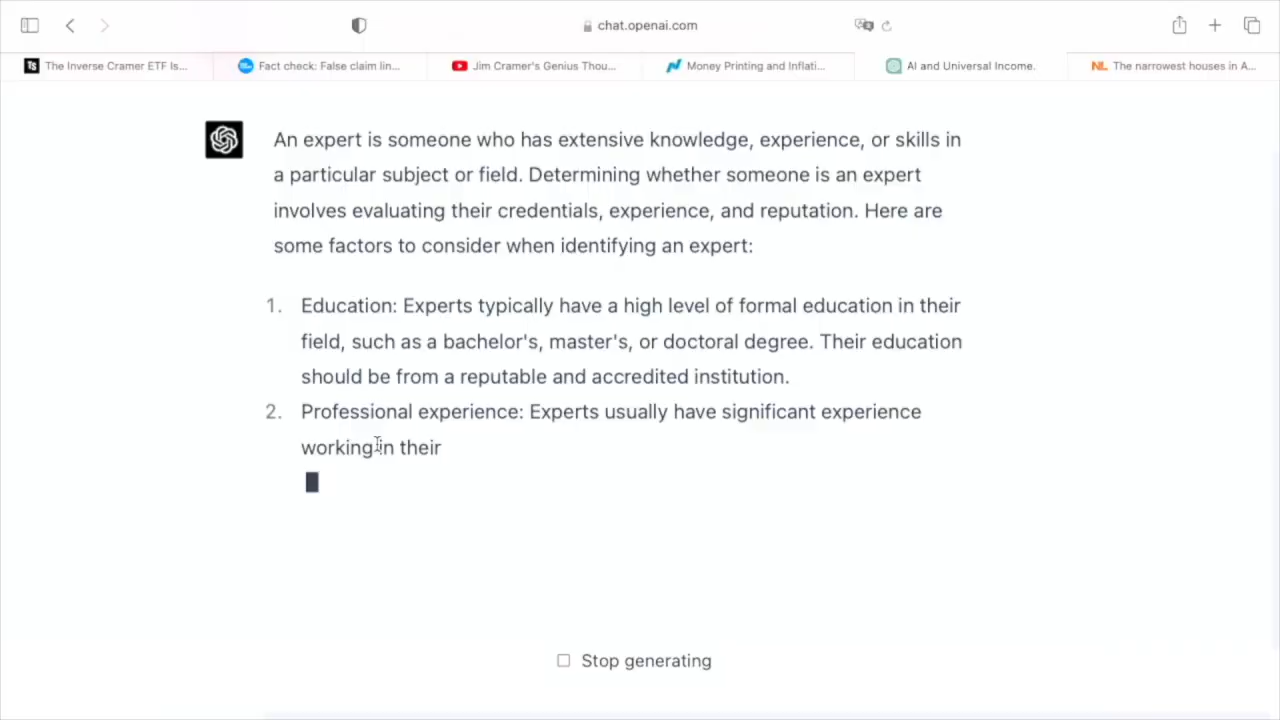 chat.openai.com
TS The Inverse Cramer ETF Is...
Fact check: False claim lin...
Jim Cramer's Genius Thou...
Money Printing and Inflati...
AI and Universal Income.
NL The narrowest houses in A...
An expert is someone who has extensive knowledge, experience, or skills in
a particular subject or field. Determining whether someone is an expert
involves evaluating their credentials, experience, and reputation. Here are
some factors to consider when identifying an expert:
1. Education: Experts typically have a high level of formal education in their
field, such as a bachelor's, master's, or doctoral degree. Their education
should be from a reputable and accredited institution.
2. Professional experience: Experts usually have significant experience
working in their
Stop generating